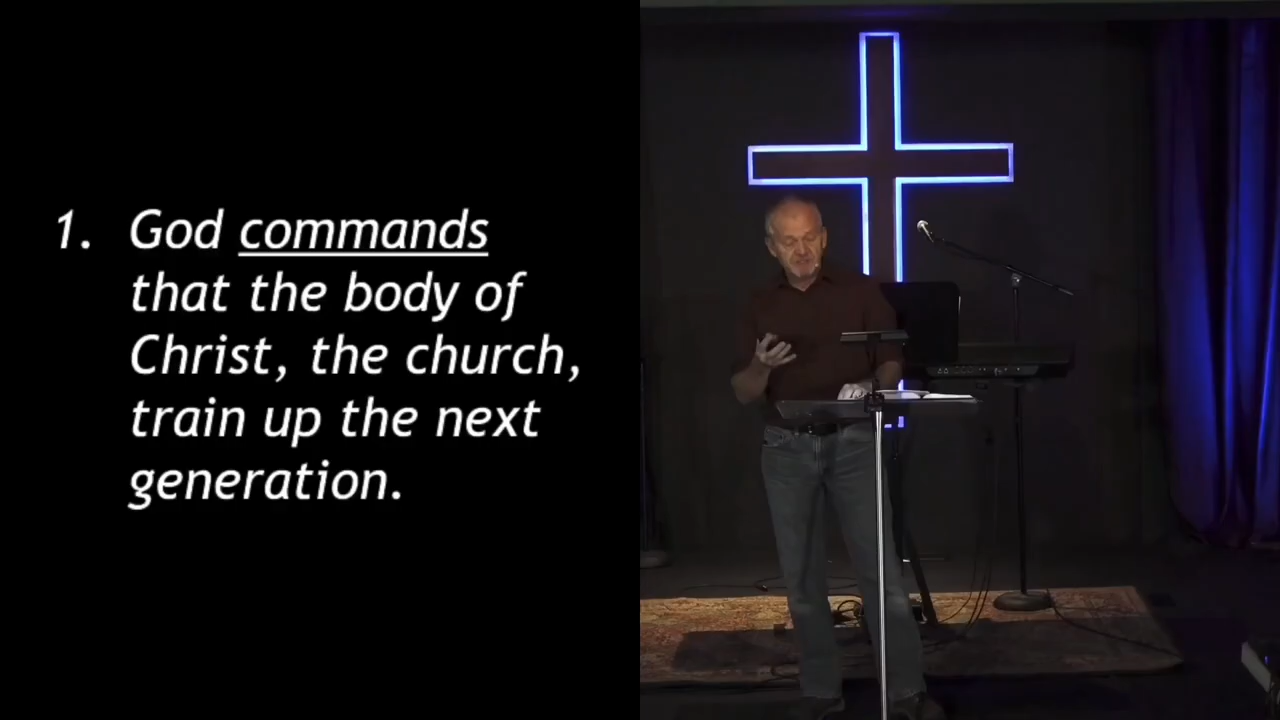 1. God commands
that the body of
Christ, the church,
train up the next
generation.